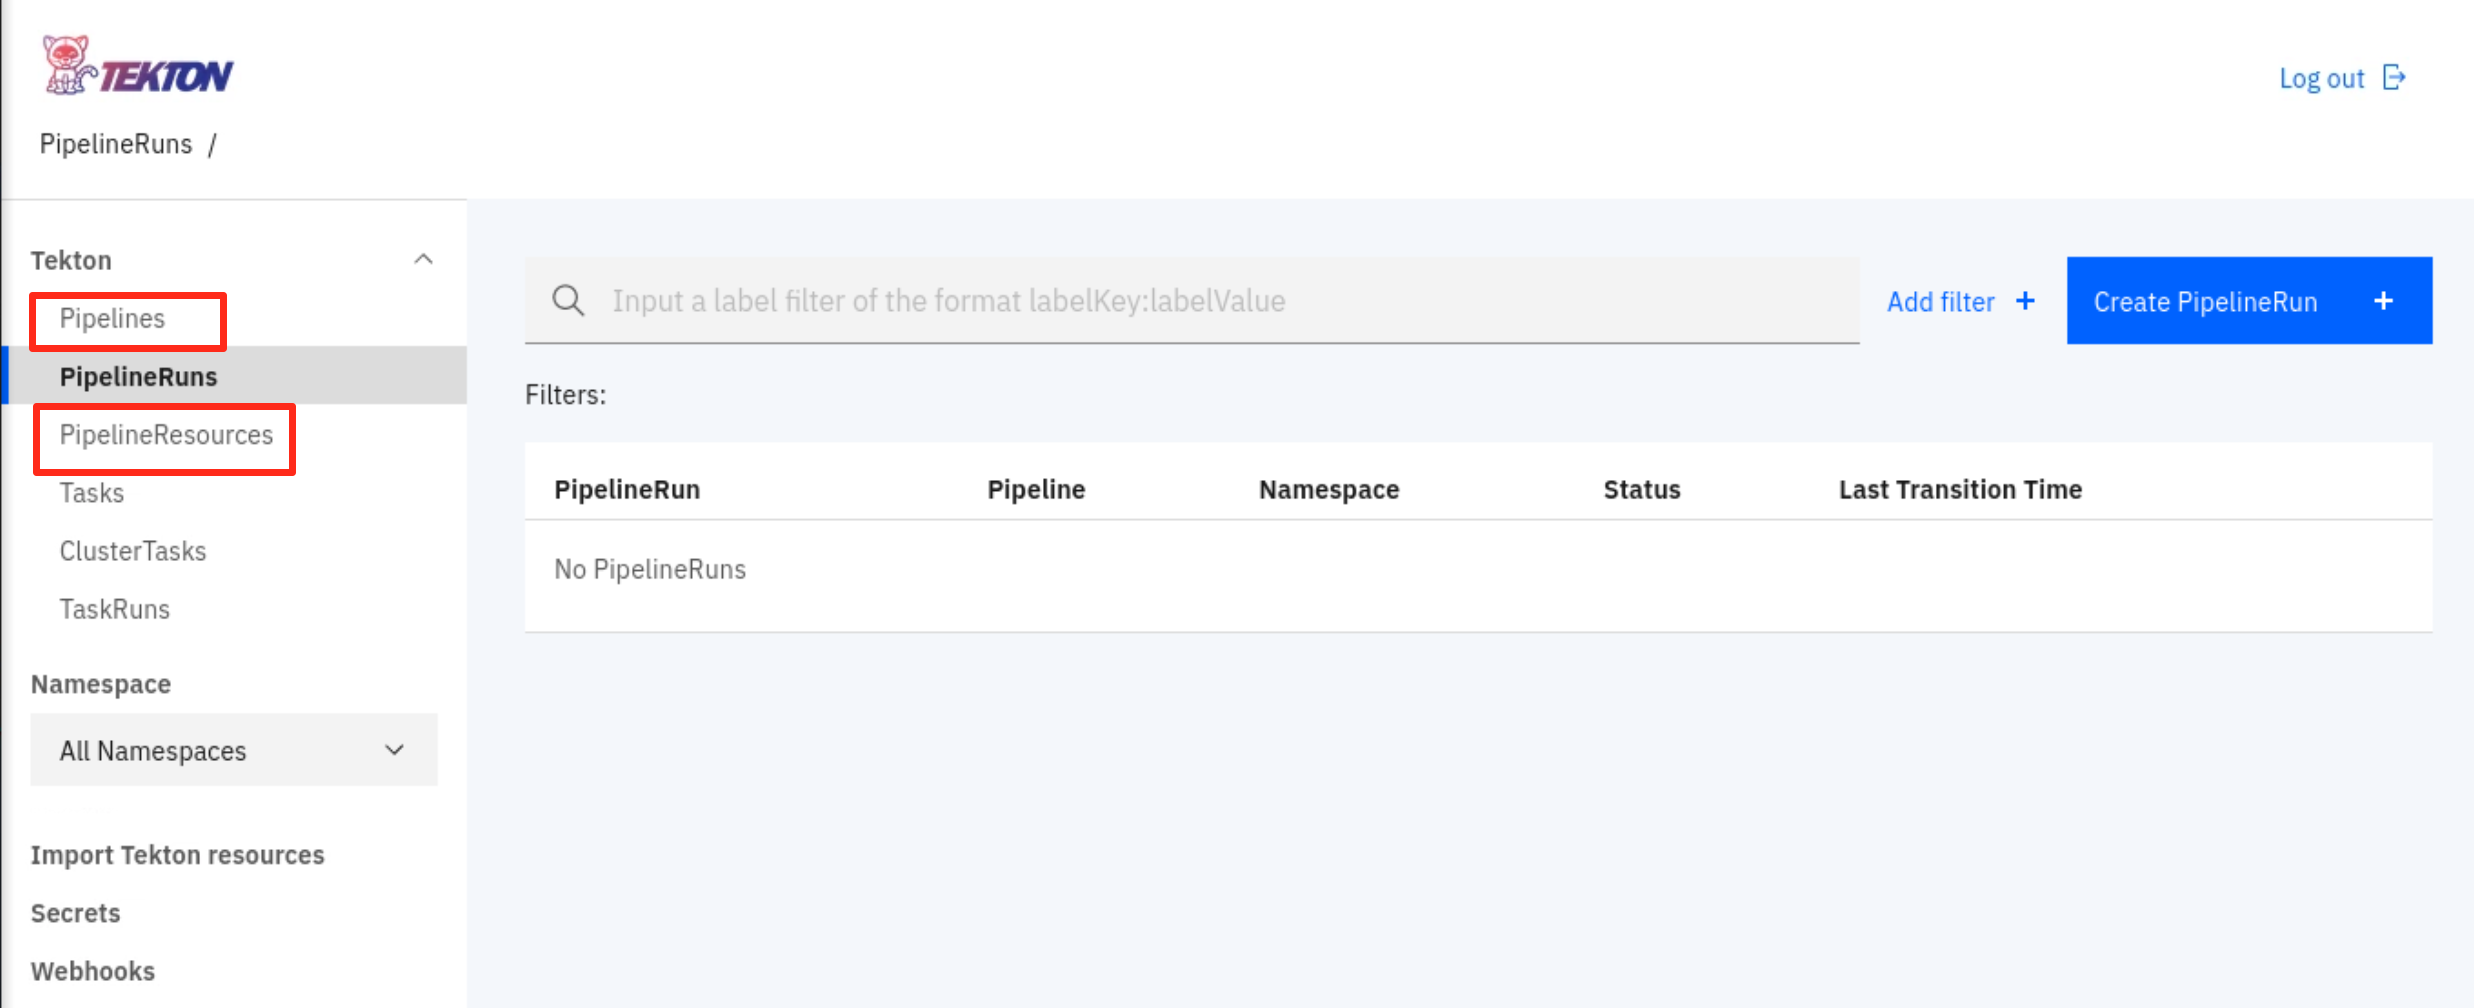 TEKTON
Log out
PipelineRuns /
Tekton
Pipelines
PipelineRuns
PipelineResources
Tasks
ClusterTasks
TaskRuns
Namespace
All Namespaces
Import Tekton resources
Secrets
Webhooks
Input a label filter of the format labelKey:labelValue
Add filter +
Create PipelineRun +
Filters:
PipelineRun Pipeline Namespace Status Last Transition Time
No PipelineRuns